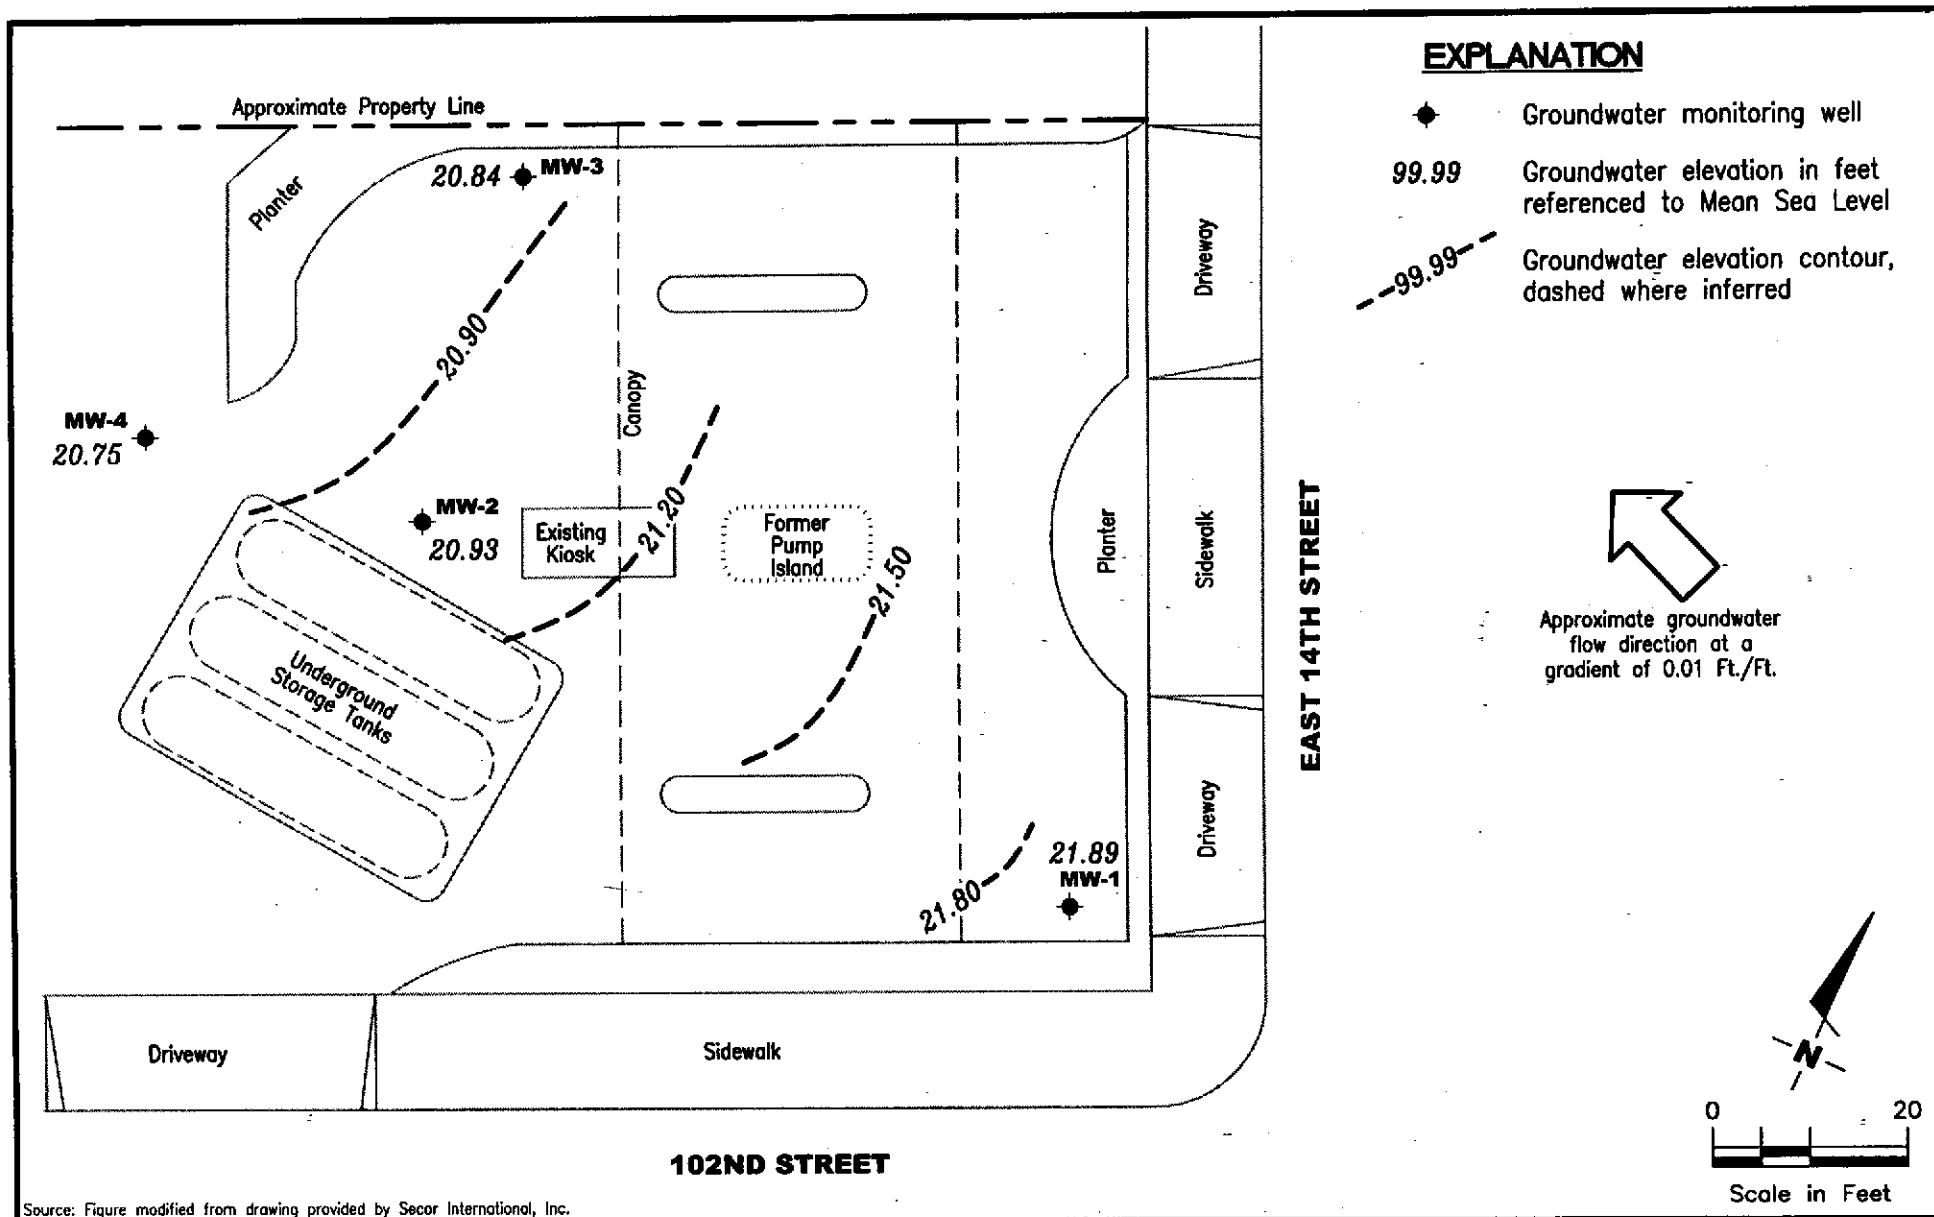 EXPLANATION
Groundwater monitoring well
99.99
Groundwater elevation in feet
referenced to Mean Sea Level
99.99
Groundwater elevation contour,
dashed where inferred
Approximate Property Line
Planter
20.84
MW-3
20.90
Canopy
Driveway
MW-4
20.75
MW-2
20.93
Existing
Kiosk
21.20
Former
Pump
Island
21.50
Planter
Sidewalk
EAST 14TH STREET
Approximate groundwater
flow direction at a
gradient of 0.01 Ft./Ft.
Underground
Storage Tanks
Driveway
21.89
MW-1
21.80
Driveway
Sidewalk
102ND STREET
N
0
20
Scale in Feet
Source: Figure modified from drawing provided by Secor International, Inc.